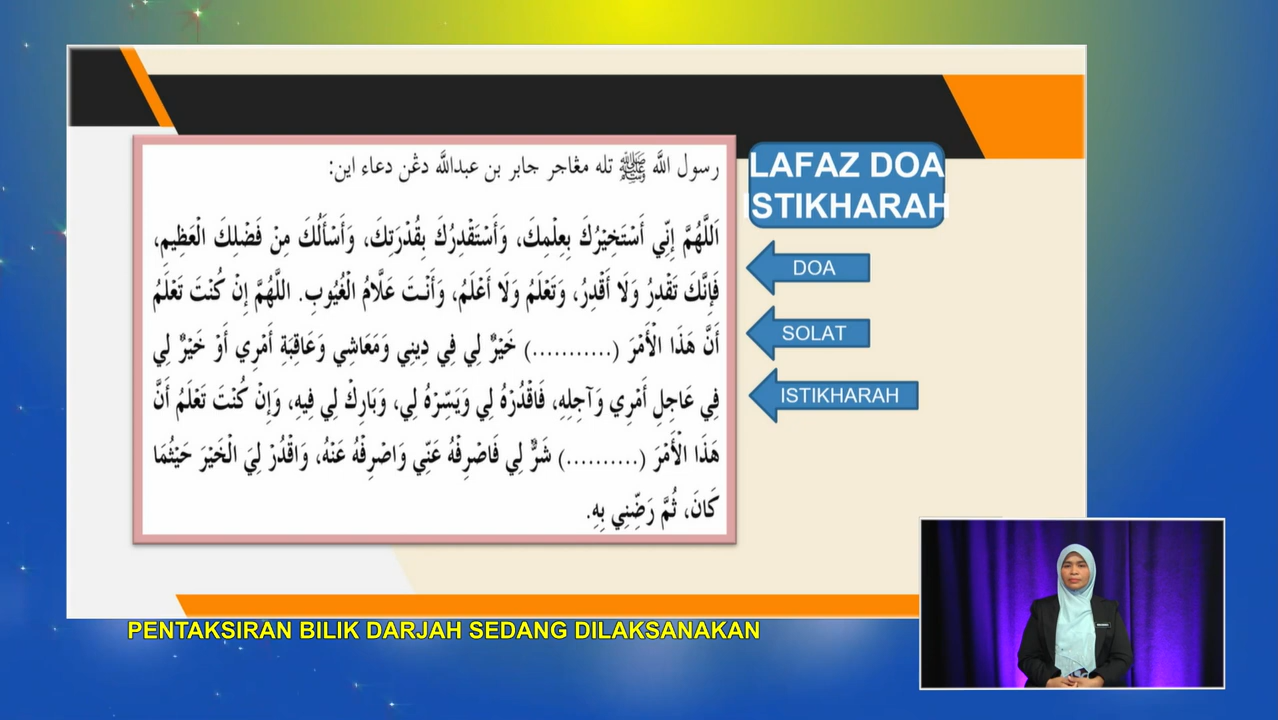 رسول الله ﷺ تله مڠاجر جابر بن عبدالله دڠن دعاء اين:
اَللَّهُمَّ إِنِّي أَسْتَخِيْرُكَ بِعِلْمِكَ، وَأَسْتَقْدِرُكَ بِقُدْرَتِكَ، وَأَسْأَلُكَ مِنْ فَضْلِكَ الْعَظِيمِ،
فَإِنَّكَ تَقْدِرُ وَلَا أَقْدِرُ، وَتَعْلَمُ وَلَا أَعْلَمُ، وَأَنْتَ عَلَّامُ الْغُيُوبِ. اللَّهُمَّ إِنْ كُنْتَ تَعْلَمُ
أَنَّ هَذَا الْأَمْرَ (...........) خَيْرٌ لِي فِي دِينِي وَمَعَاشِي وَعَاقِبَةِ أَمْرِي أَوْ خَيْرٌ لِي
فِي عَاجِلِ أَمْرِي وَآجِلِهِ، فَاقْدُرْهُ لِي وَيَسِّرْهُ لِي، وَبَارِكْ لِي فِيهِ، وَإِنْ كُنْتَ تَعْلَمُ أَنَّ
هَذَا الْأَمْرَ (..........) شَرٌّ لِي فَاصْرِفْهُ عَنِّي وَاصْرِفْهُ عَنْهُ، وَاقْدُرْ لِيَ الْخَيْرَ حَيْثُمَا
كَانَ، ثُمَّ رَضِّنِي بِهِ.
LAFAZ DOA
ISTIKHARAH
DOA
SOLAT
ISTIKHARAH
PENTAKSIRAN BILIK DARJAH SEDANG DILAKSANAKAN